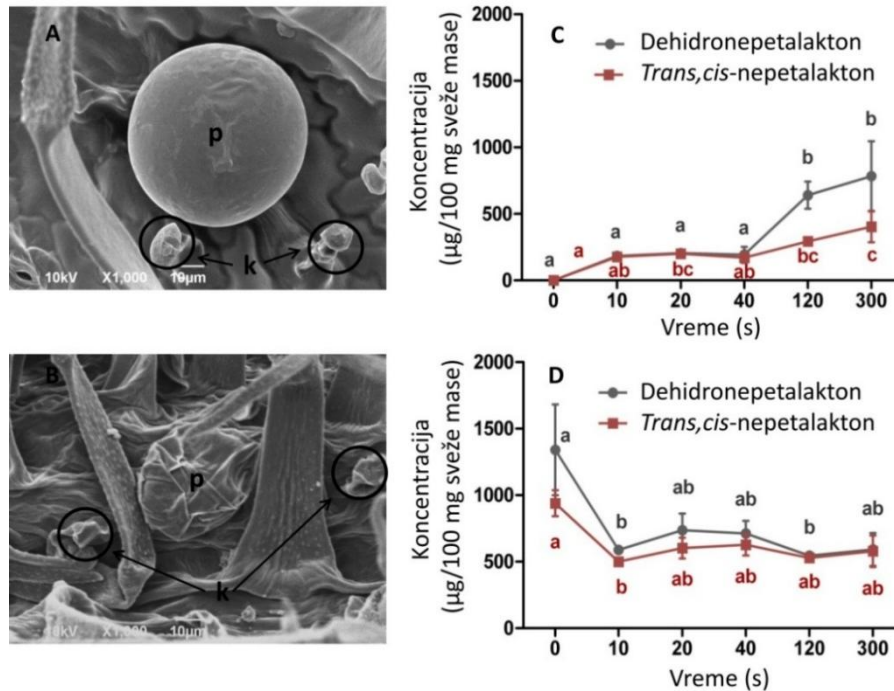 A
p
k
10kV X1,000 10µm
C
Dehidronepetalakton
Trans,cis-nepetalakton
Koncentracija
(µg/100 mg sveže mase)
2000
1500
1000
500
0
a a a a a b b
a ab bc ab bc c
0 10 20 40 120 300
Vreme (s)
B
p
k
10kV X1,000 10µm
D
Dehidronepetalakton
Trans,cis-nepetalakton
Koncentracija
(µg/100 mg sveže mase)
2000
1500
1000
500
0
a b ab ab b ab
a b ab ab ab ab
0 10 20 40 120 300
Vreme (s)